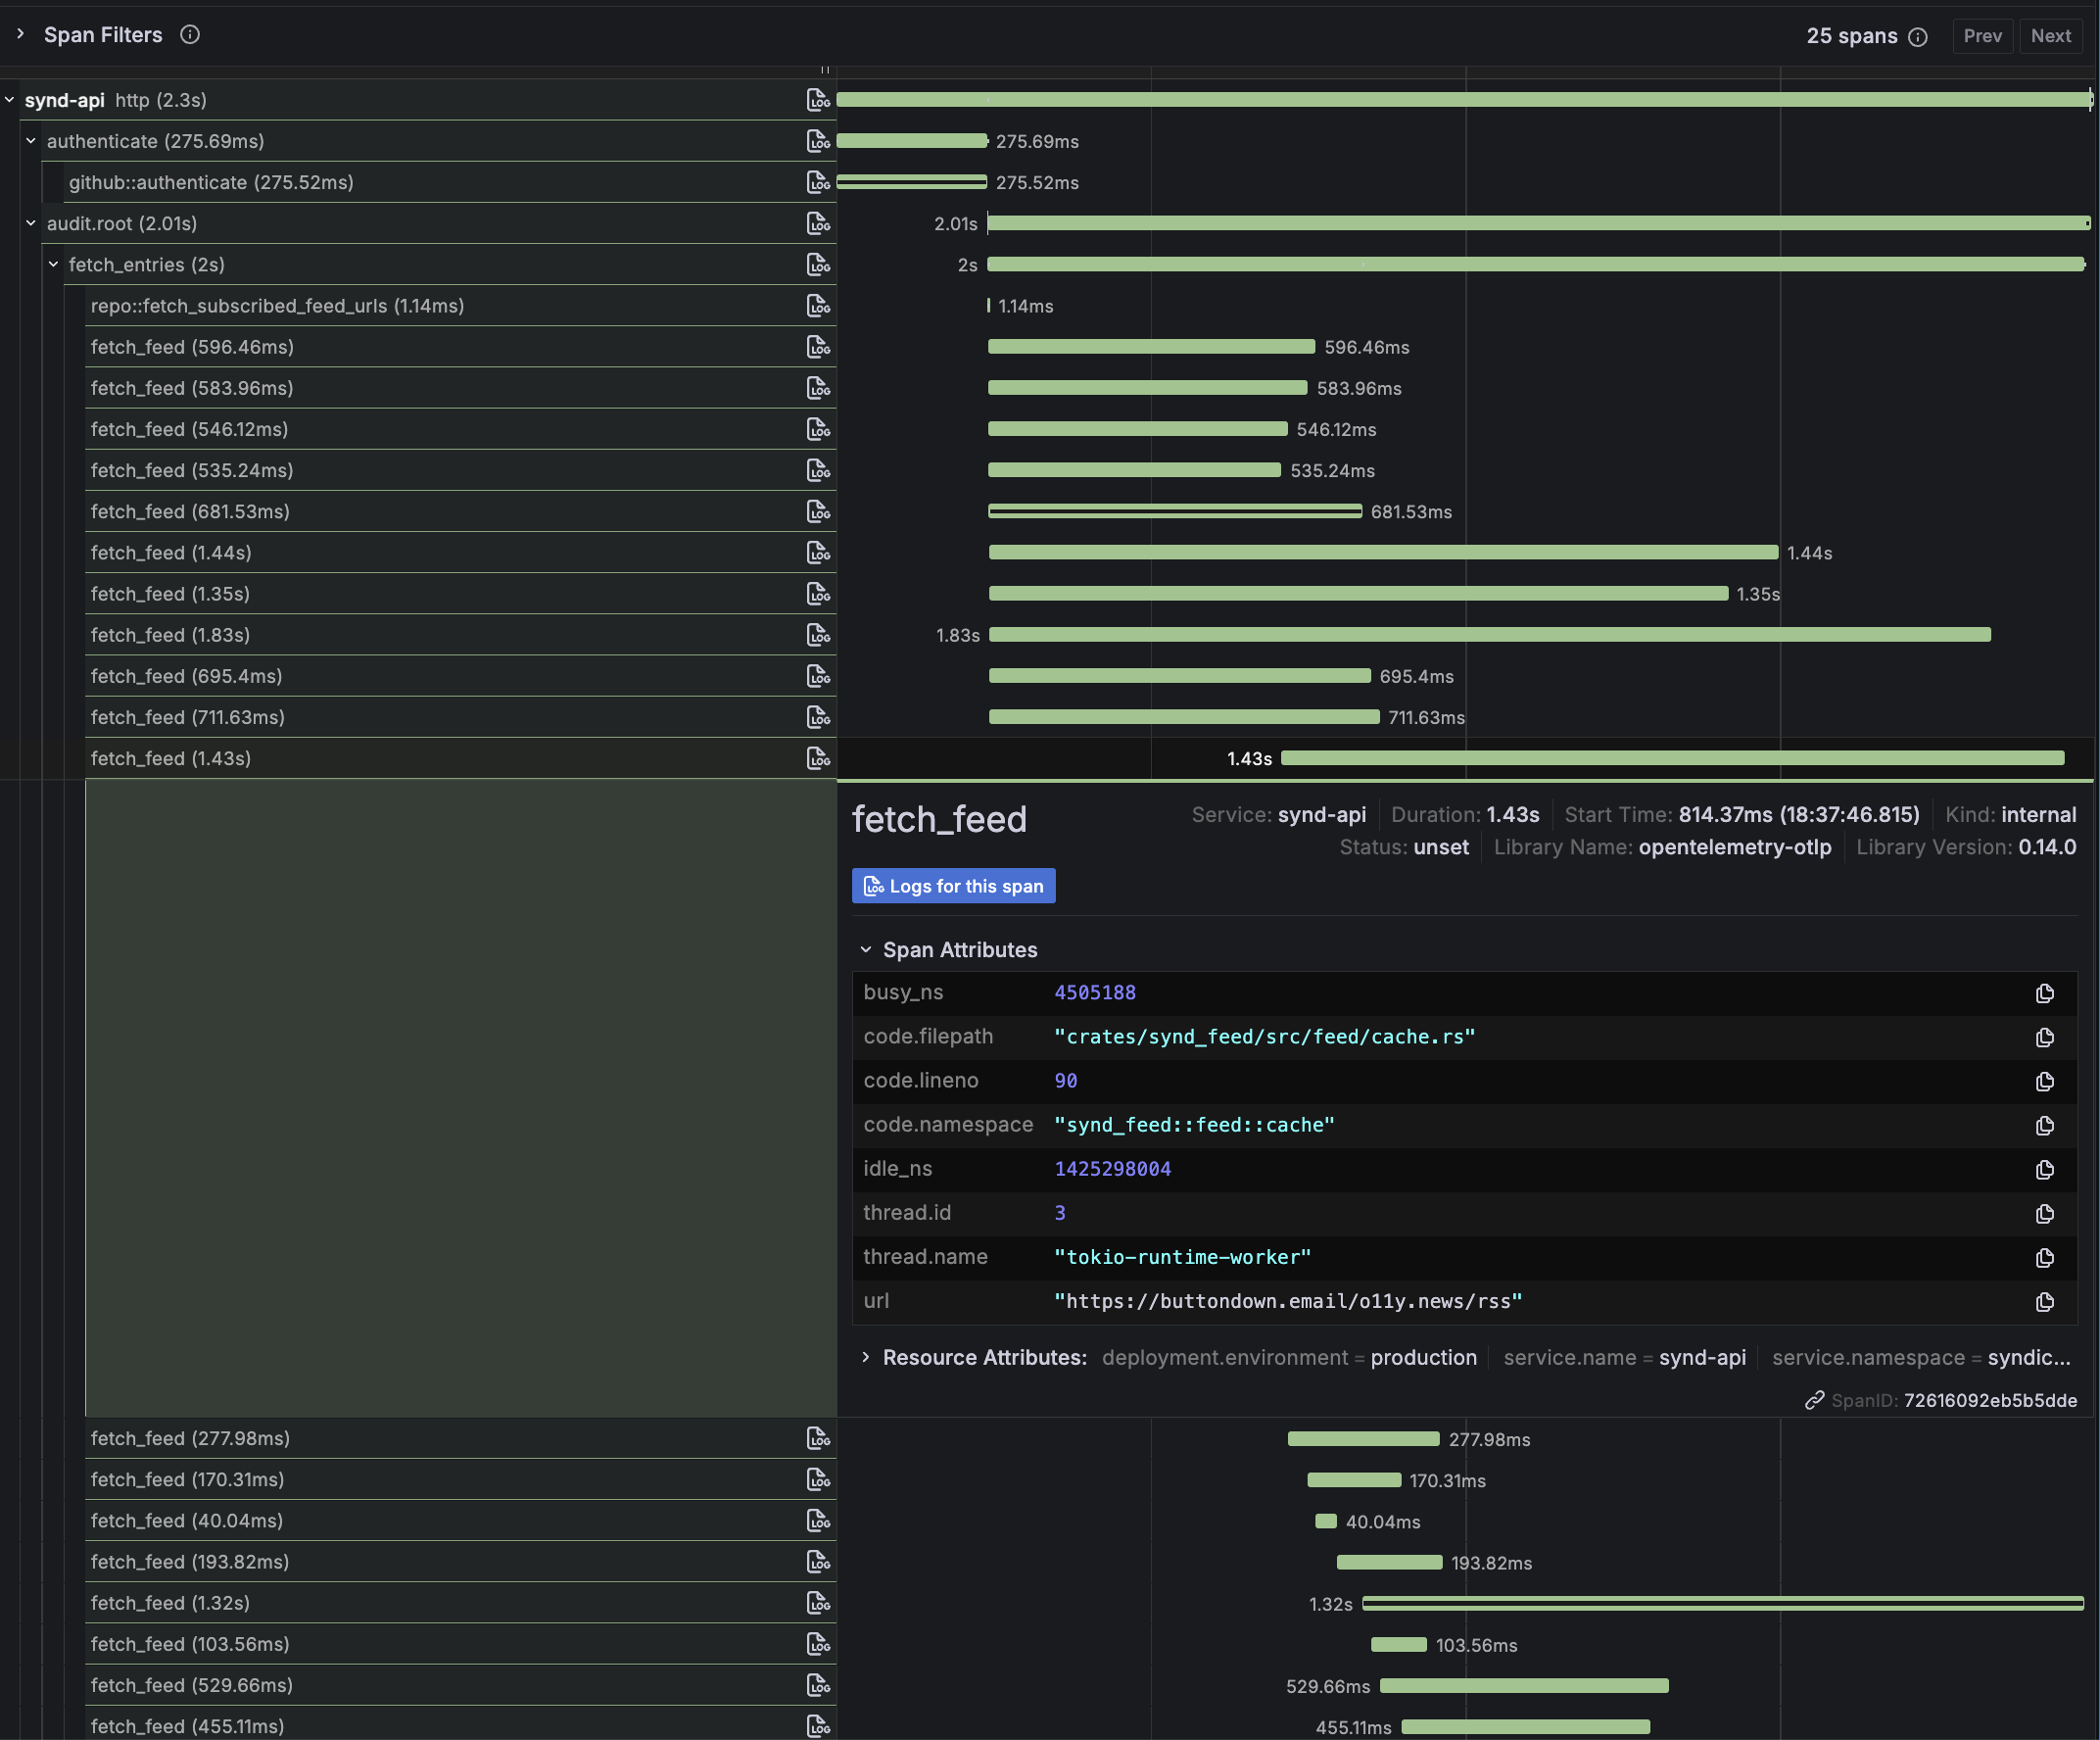 Span Filters 25 spans Prev Next
synd-api http (2.3s)
authenticate (275.69ms) 275.69ms
github::authenticate (275.52ms) 275.52ms
audit.root (2.01s) 2.01s
fetch_entries (2s) 2s
repo::fetch_subscribed_feed_urls (1.14ms) 1.14ms
fetch_feed (596.46ms) 596.46ms
fetch_feed (583.96ms) 583.96ms
fetch_feed (546.12ms) 546.12ms
fetch_feed (535.24ms) 535.24ms
fetch_feed (681.53ms) 681.53ms
fetch_feed (1.44s) 1.44s
fetch_feed (1.35s) 1.35s
fetch_feed (1.83s) 1.83s
fetch_feed (695.4ms) 695.4ms
fetch_feed (711.63ms) 711.63ms
fetch_feed (1.43s) 1.43s
fetch_feed Service: synd-api Duration: 1.43s Start Time: 814.37ms (18:37:46.815) Kind: internal
Status: unset Library Name: opentelemetry-otlp Library Version: 0.14.0
Logs for this span
Span Attributes
busy_ns 4505188
code.filepath "crates/synd_feed/src/feed/cache.rs"
code.lineno 90
code.namespace "synd_feed::feed::cache"
idle_ns 1425298004
thread.id 3
thread.name "tokio-runtime-worker"
url "https://buttondown.email/o11y.news/rss"
Resource Attributes: deployment.environment = production service.name = synd-api service.namespace = syndic...
SpanID: 72616092eb5b5dde
fetch_feed (277.98ms) 277.98ms
fetch_feed (170.31ms) 170.31ms
fetch_feed (40.04ms) 40.04ms
fetch_feed (193.82ms) 193.82ms
fetch_feed (1.32s) 1.32s
fetch_feed (103.56ms) 103.56ms
fetch_feed (529.66ms) 529.66ms
fetch_feed (455.11ms) 455.11ms